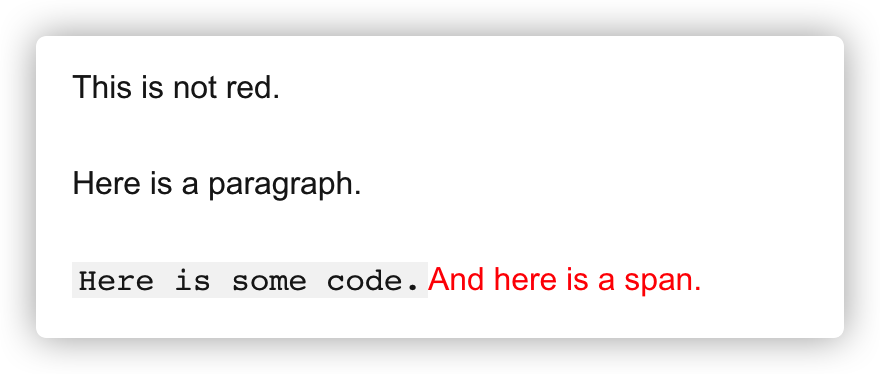 This is not red.
Here is a paragraph.
Here is some code.And here is a span.